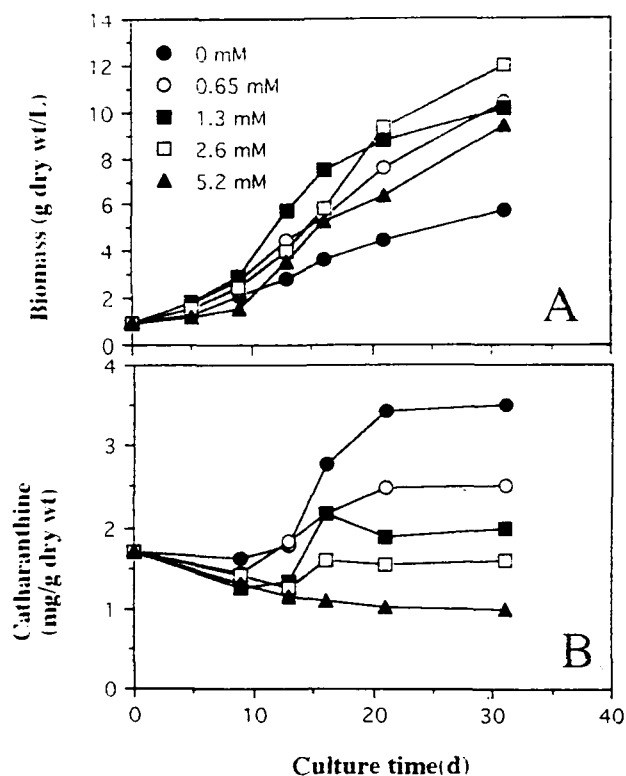 14
12
10
8
6
4
2
0
Biomass (g dry wt/L)
0 mM
0.65 mM
1.3 mM
2.6 mM
5.2 mM
A
4
3
2
1
0
Catharanthine
(mg/g dry wt)
B
0 10 20 30 40
Culture time(d)